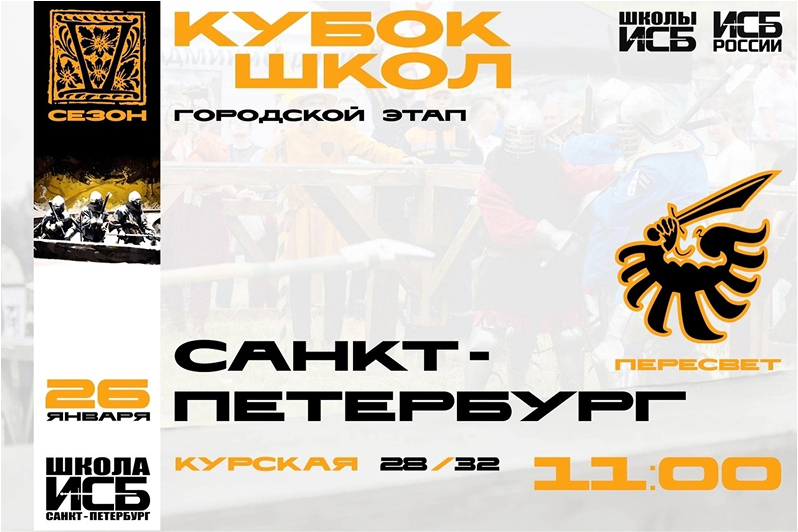 V
СЕЗОН
КУБОК
ШКОЛ
ГОРОДСКОЙ ЭТАП
ШКОЛЫ
ИСБ
ИСБ
РОССИИ
ПЕРЕСВЕТ
САНКТ-
ПЕТЕРБУРГ
26
ЯНВАРЯ
КУРСКАЯ 28/32
11:00
ШКОЛА
ИСБ
САНКТ-ПЕТЕРБУРГ